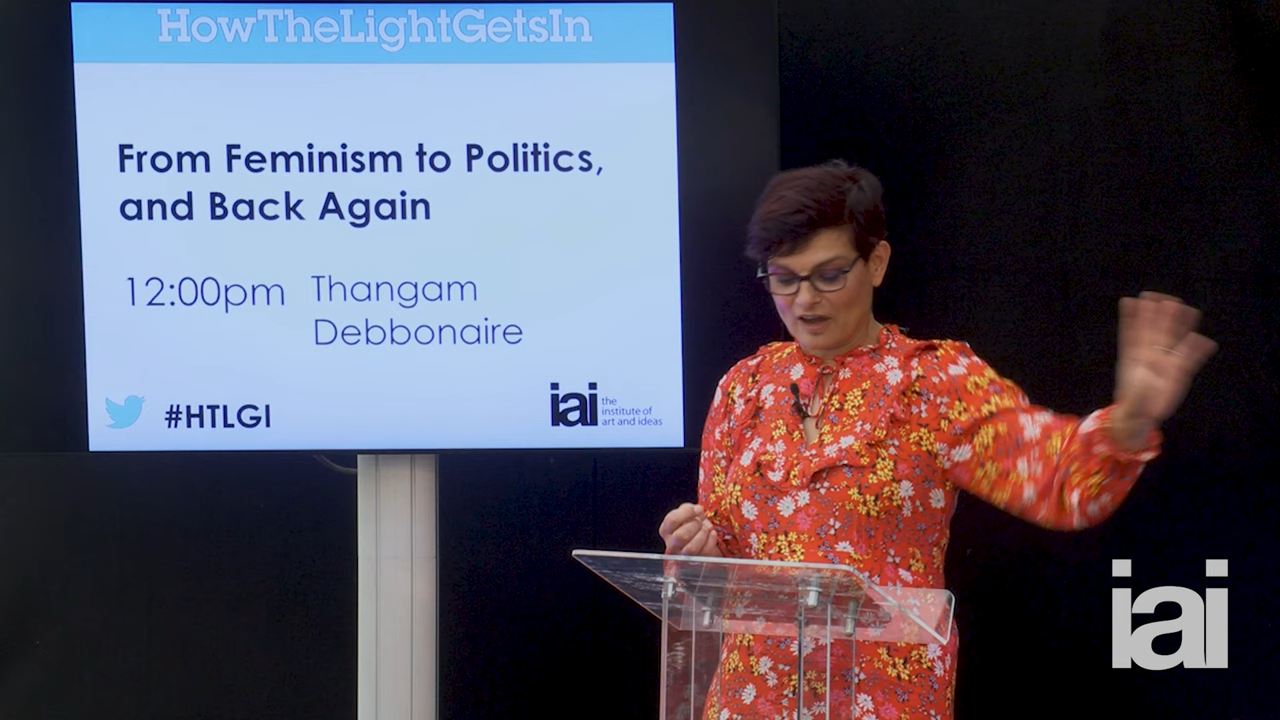 HowTheLightGetsIn
From Feminism to Politics,
and Back Again
12:00pm Thangam
Debbonaire
#HTLGI
iai the
institute of
art and ideas
iai